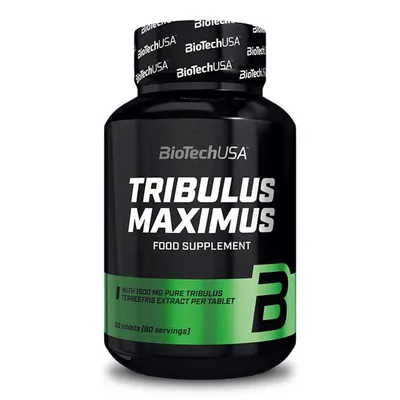 BioTechUSA
BioTechUSA
BioTechUSA
BioTechUSA
TRIBULUS
MAXIMUS
FOOD SUPPLEMENT
WITH 1500 MG PURE TRIBULUS
TERRESTRIS EXTRACT PER TABLET
90 tablets (90 servings)
B